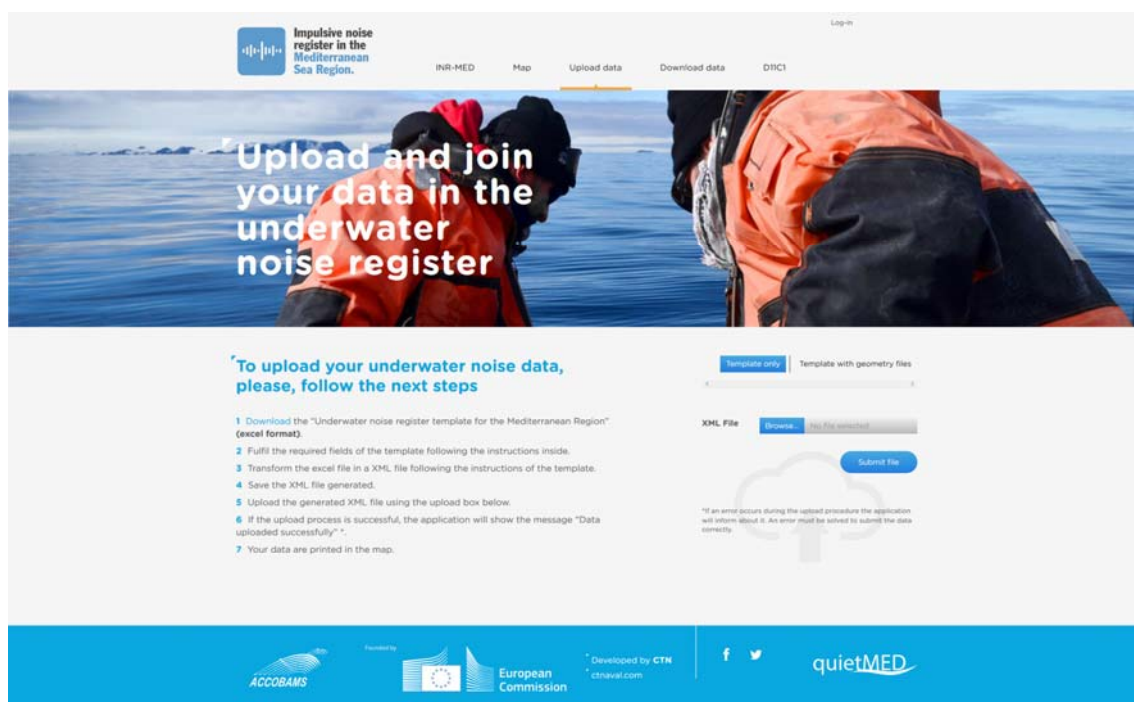 Log-in
Impulsive noise
register in the
Mediterranean
Sea Region.
INR-MED Map Upload data Download data D11C1
Upload and join
your data in the
underwater
noise register
To upload your underwater noise data,
please, follow the next steps
1 Download the "Underwater noise register template for the Mediterranean Region"
(excel format).
2 Fulfil the required fields of the template following the instructions inside.
3 Transform the excel file in a XML file following the instructions of the template.
4 Save the XML file generated.
5 Upload the generated XML file using the upload box below.
6 If the upload process is successful, the application will show the message "Data
uploaded successfully" *.
7 Your data are printed in the map.
Template only Template with geometry files
XML File Browse... No file selected
Submit file
*If an error occurs during the upload procedure the application
will inform about it. An error must be solved to submit the data
correctly.
ACCOBAMS
Founded by
European
Commission
Developed by CTN
ctnaval.com
quietMED